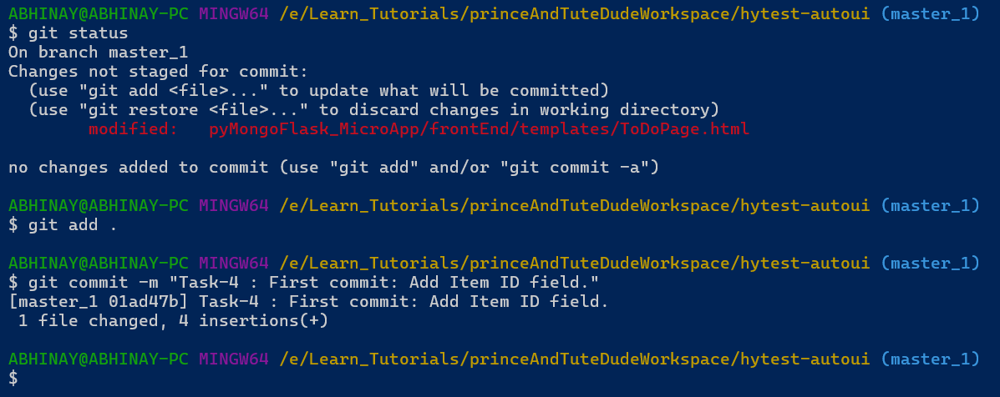 ABHINAY@ABHINAY-PC MINGW64 /e/Learn_Tutorials/princeAndTuteDudeWorkspace/hytest-autoui (master_1)
$ git status
On branch master_1
Changes not staged for commit:
  (use "git add <file>..." to update what will be committed)
  (use "git restore <file>..." to discard changes in working directory)
        modified:   pyMongoFlask_MicroApp/frontEnd/templates/ToDoPage.html

no changes added to commit (use "git add" and/or "git commit -a")

ABHINAY@ABHINAY-PC MINGW64 /e/Learn_Tutorials/princeAndTuteDudeWorkspace/hytest-autoui (master_1)
$ git add .

ABHINAY@ABHINAY-PC MINGW64 /e/Learn_Tutorials/princeAndTuteDudeWorkspace/hytest-autoui (master_1)
$ git commit -m "Task-4 : First commit: Add Item ID field."
[master_1 01ad47b] Task-4 : First commit: Add Item ID field.
 1 file changed, 4 insertions(+)

ABHINAY@ABHINAY-PC MINGW64 /e/Learn_Tutorials/princeAndTuteDudeWorkspace/hytest-autoui (master_1)
$